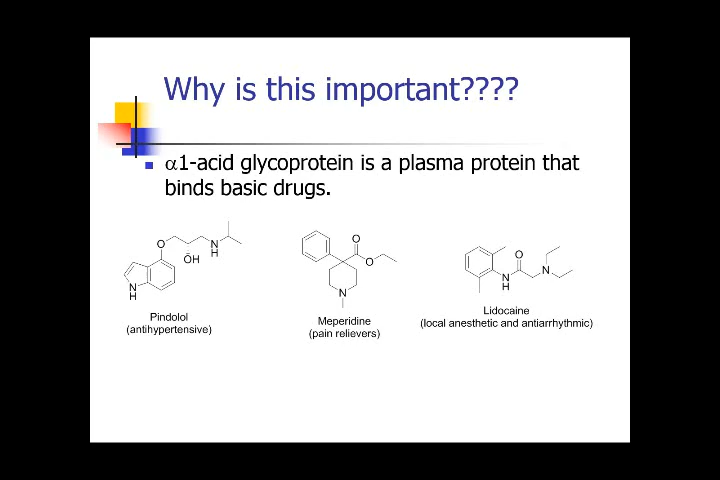 Why is this important????
α1-acid glycoprotein is a plasma protein that
binds basic drugs.
O
N
H
OH
N
H
Pindolol
(antihypertensive)
O
O
N
Meperidine
(pain relievers)
O
N
H
N
Lidocaine
(local anesthetic and antiarrhythmic)